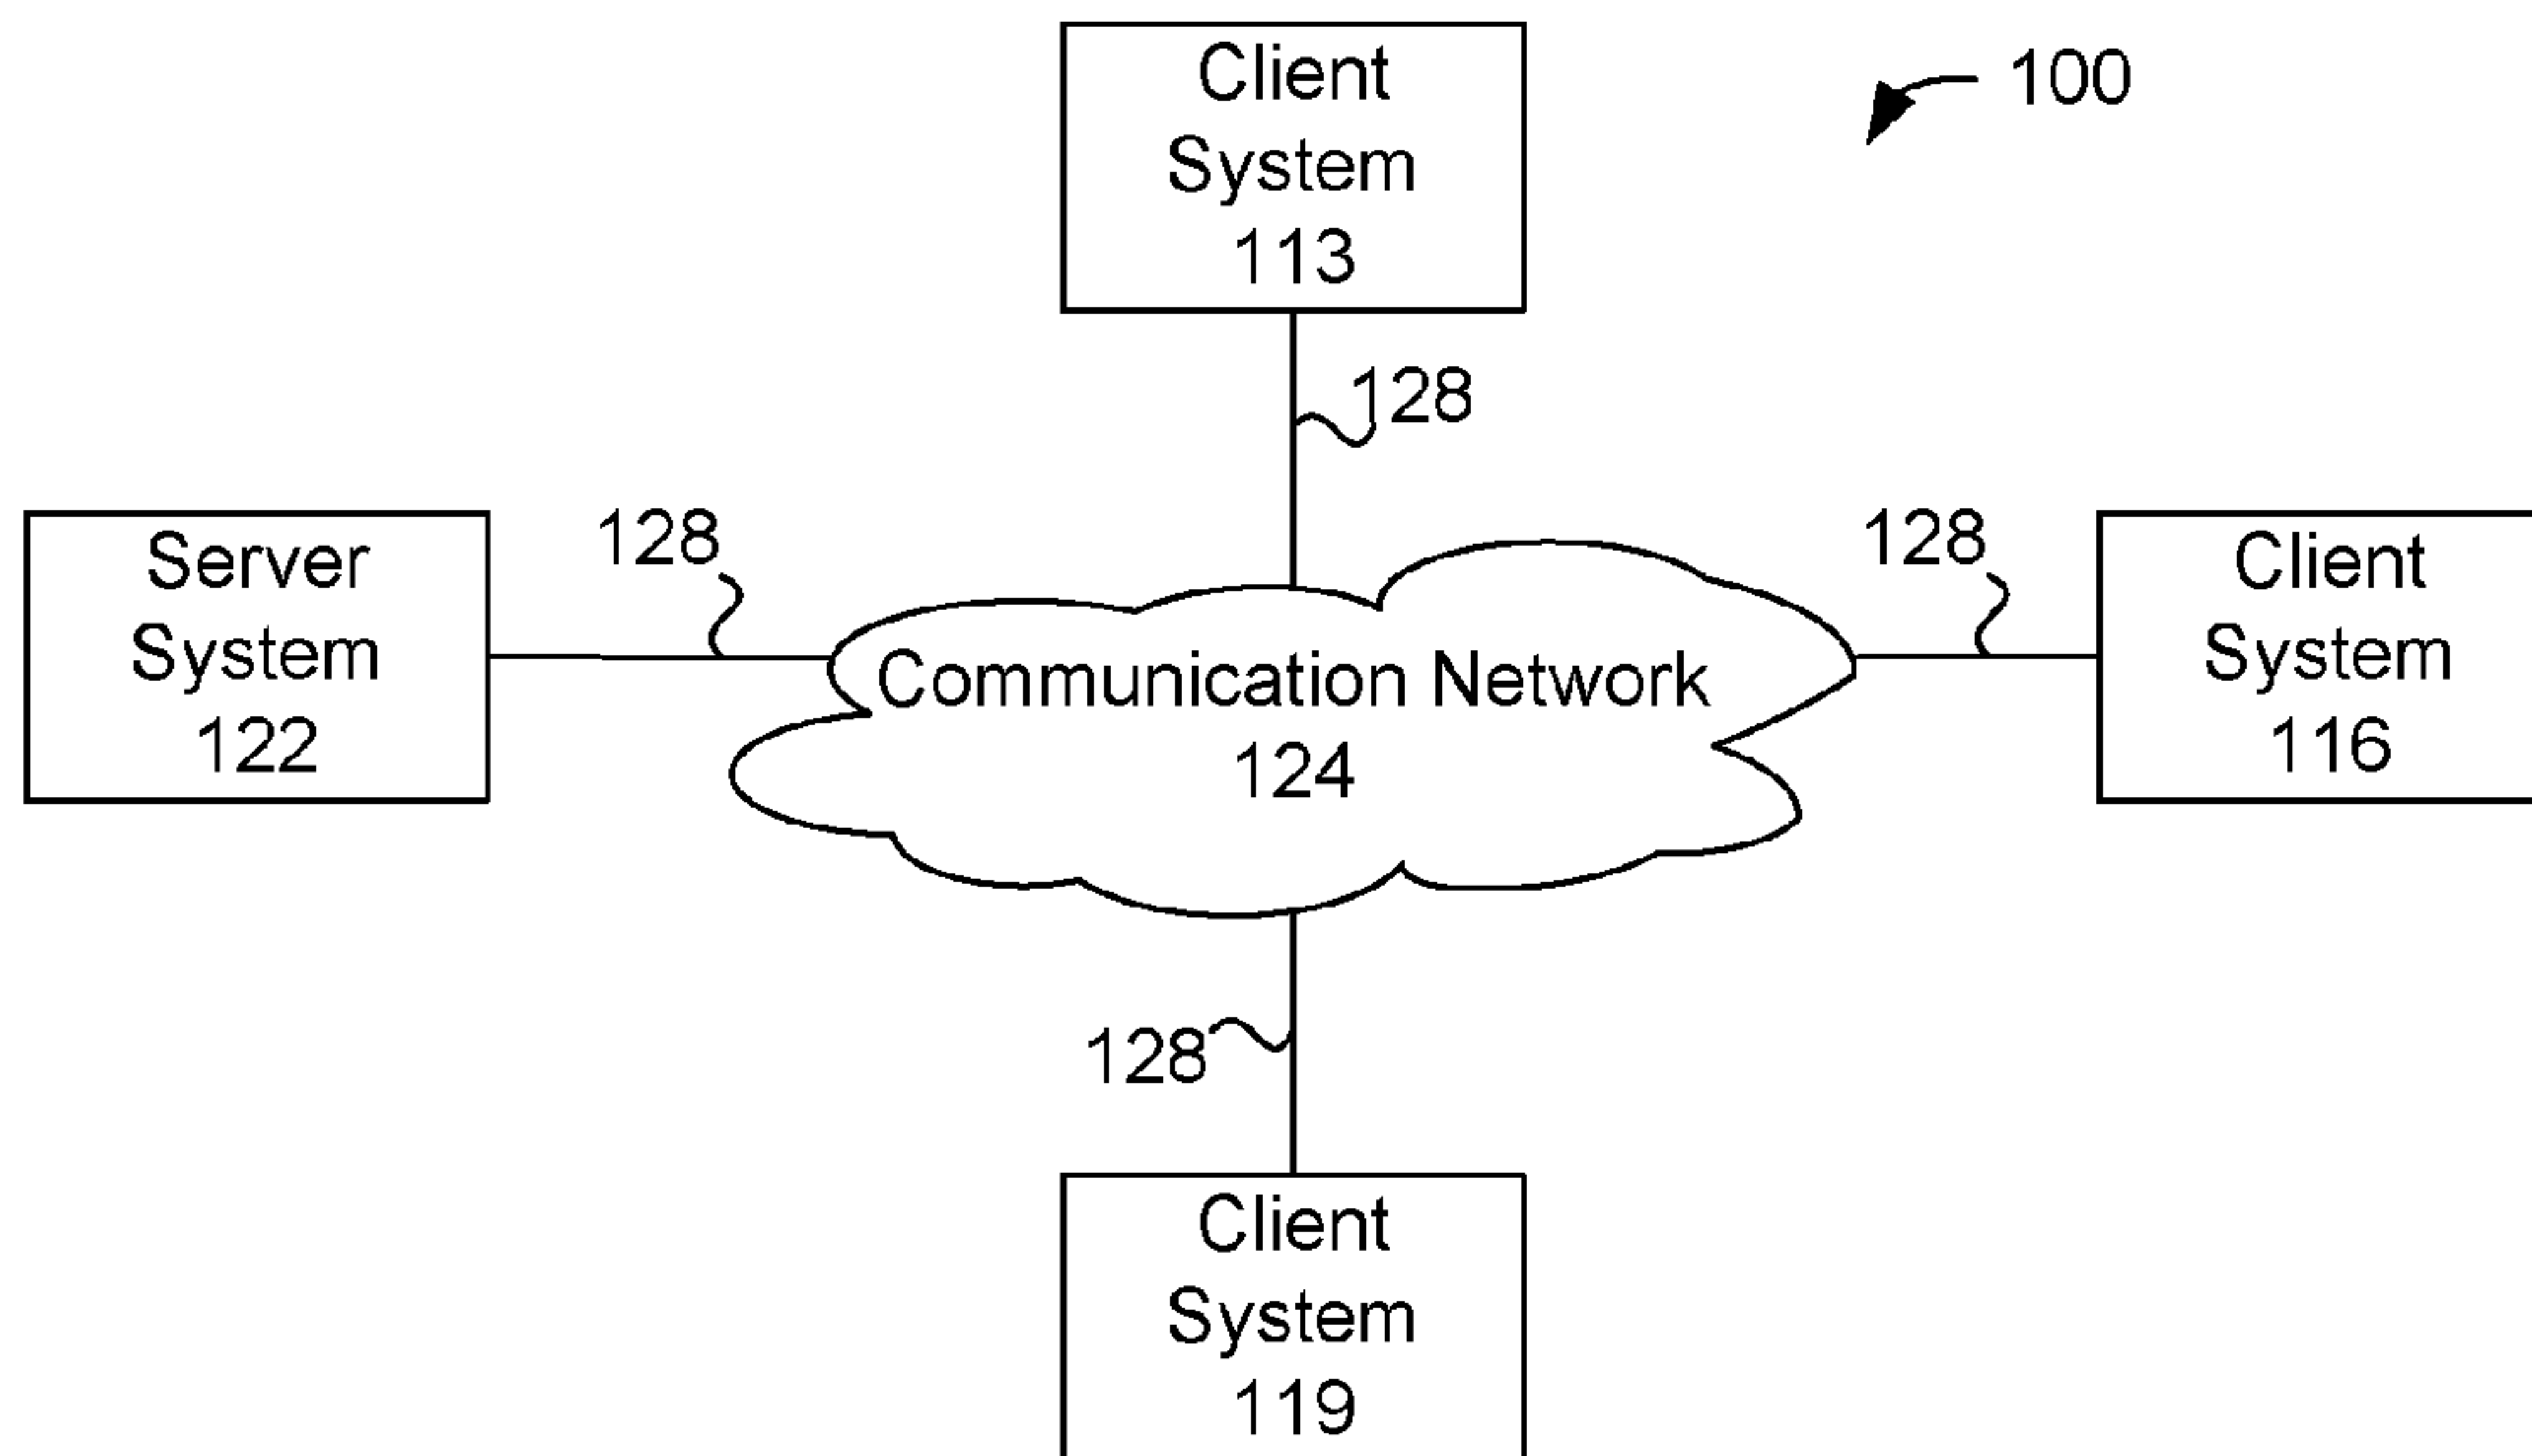 Client
System
113
100
128
Server
System
122
128
Communication Network
124
128
Client
System
116
128
Client
System
119